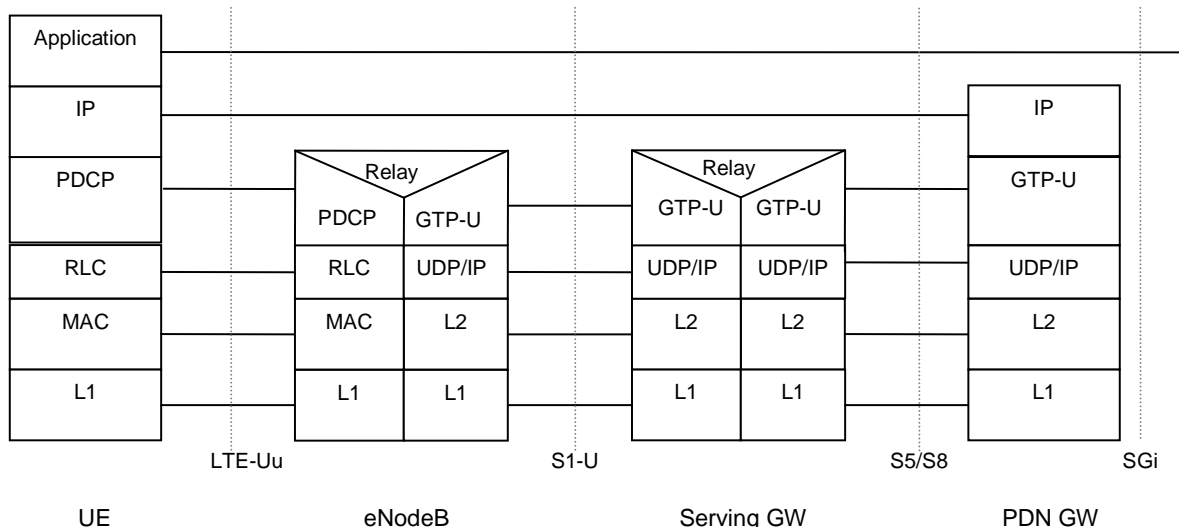 Application
IP
IP
PDCP
Relay
Relay
GTP-U
PDCP
GTP-U
GTP-U
GTP-U
RLC
RLC
UDP/IP
UDP/IP
UDP/IP
UDP/IP
MAC
MAC
L2
L2
L2
L2
L1
L1
L1
L1
L1
L1
LTE-Uu
S1-U
S5/S8
SGi
UE
eNodeB
Serving GW
PDN GW